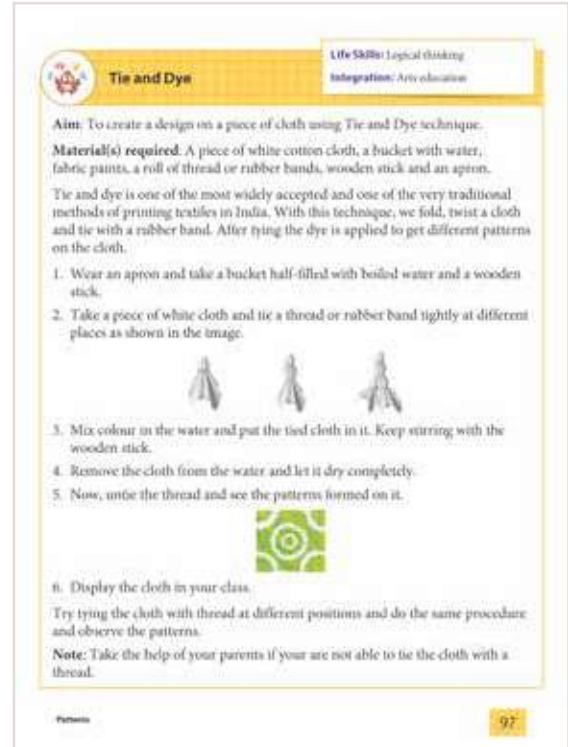 Life Skills: Logical thinking
Tie and Dye
Integration: Arts education
Aim: To create a design on a piece of cloth using Tie and Dye technique.
Material(s) required: A piece of white cotton cloth, a bucket with water,
fabric paints, a roll of thread or rubber bands, wooden stick and an apron.
Tie and dye is one of the most widely accepted and one of the very traditional
methods of printing textiles in India. With this technique, we fold, twist a cloth
and tie with a rubber band. After tying the dye is applied to get different patterns
on the cloth.
1. Wear an apron and take a bucket half-filled with boiled water and a wooden
stick.
2. Take a piece of white cloth and tie a thread or rubber band tightly at different
places as shown in the image.
3. Mix colour in the water and put the tied cloth in it. Keep stirring with the
wooden stick.
4. Remove the cloth from the water and let it dry completely.
5. Now, untie the thread and see the patterns formed on it.
6. Display the cloth in your class.
Try tying the cloth with thread at different positions and do the same procedure
and observe the patterns.
Note: Take the help of your parents if your are not able to tie the cloth with a
thread.
Patterns
97